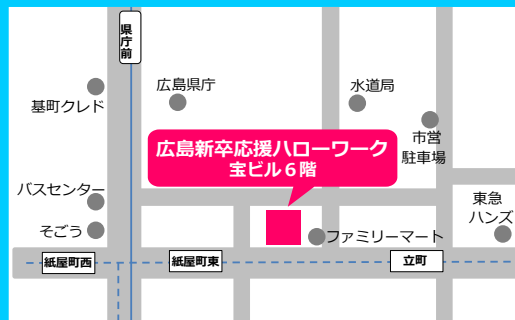 県庁前
広島県庁
水道局
基町クレド
市営
駐車場
広島新卒応援ハローワーク
宝ビル6階
バスセンター
東急
ハンズ
そごう
ファミリーマート
紙屋町西
紙屋町東
立町